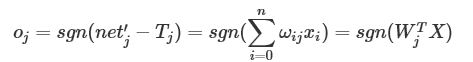 o_j = sgn(net'_j − T_j) = sgn(∑_{i=0}^{n} ω_{ij}x_i) = sgn(W_j^T X)